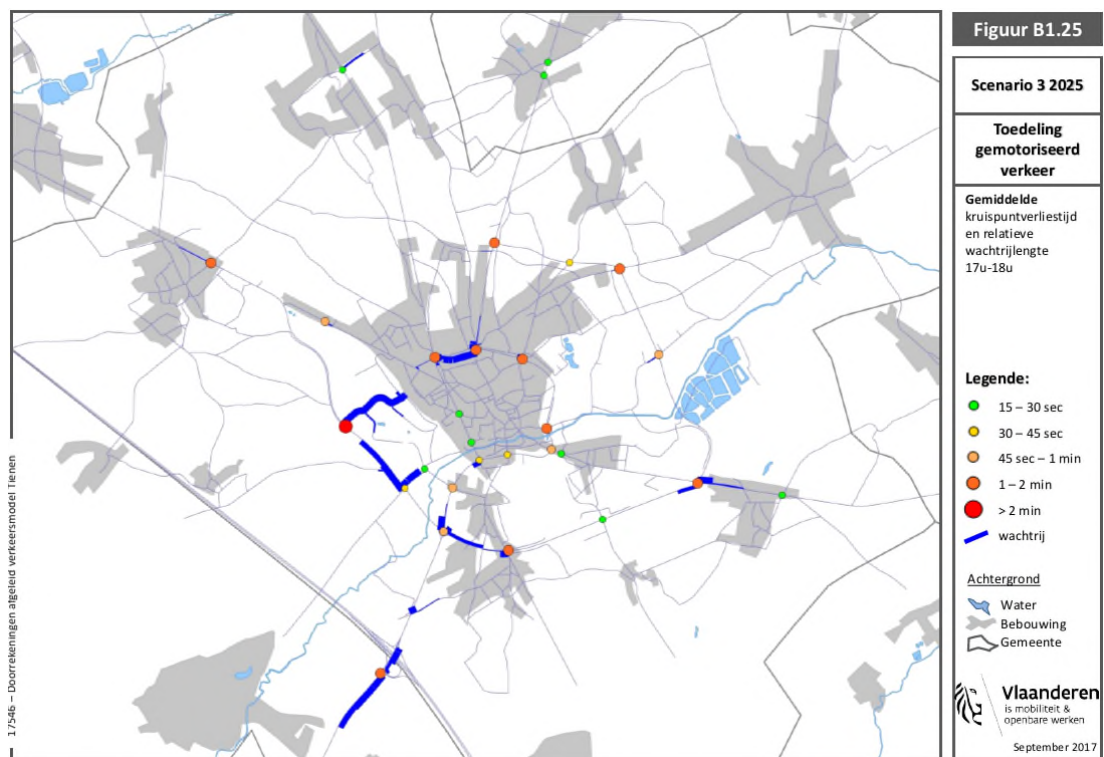 Figuur B1.25
Scenario 3 2025
Toedeling
gemotoriseerd
verkeer
Gemiddelde
kruispuntverliestijd
en relatieve
wachtrijlengte
17u-18u
Legende:
15 – 30 sec
30 – 45 sec
45 sec – 1 min
1 – 2 min
> 2 min
wachtrij
Achtergrond
Water
Bebouwing
Gemeente
Vlaanderen
is mobiliteit &
openbare werken
September 2017
17546 – Doorrekeningen afgeleid verkeersmodel Tienen